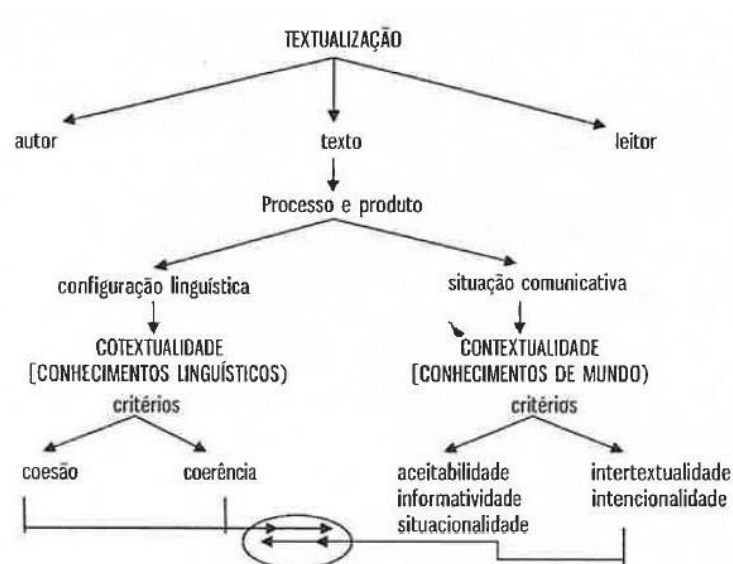 TEXTUALIZAÇÃO
autor
texto
leitor
Processo e produto
configuração linguística
situação comunicativa
COTEXTUALIDADE
[CONHECIMENTOS LINGUÍSTICOS)
CONTEXTUALIDADE
[CONHECIMENTOS DE MUNDO)
critérios
critérios
coesão
coerência
aceitabilidade
informatividade
situacionalidade
intertextualidade
intencionalidade